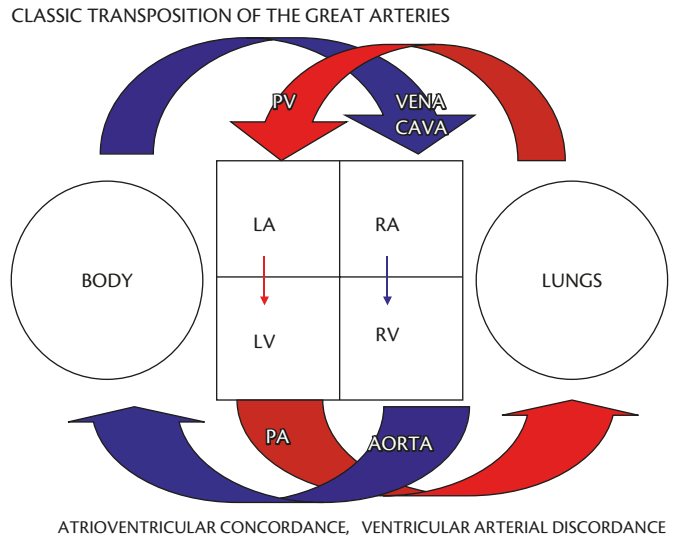 CLASSIC TRANSPOSITION OF THE GREAT ARTERIES
PV
VENA
CAVA
LA
RA
BODY
LUNGS
LV
RV
PA
AORTA
ATRIOVENTRICULAR CONCORDANCE, VENTRICULAR ARTERIAL DISCORDANCE